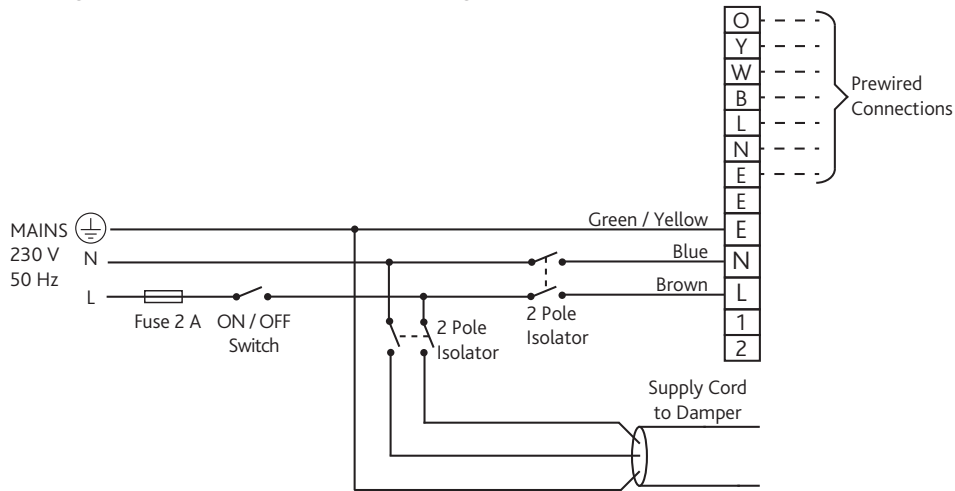 O
Y
W
B
L
N
E
E
E
N
L
1
2
Prewired
Connections
Green / Yellow
Blue
Brown
MAINS
230 V
50 Hz
N
L
Fuse 2 A
ON / OFF
Switch
2 Pole
Isolator
2 Pole
Isolator
Supply Cord
to Damper